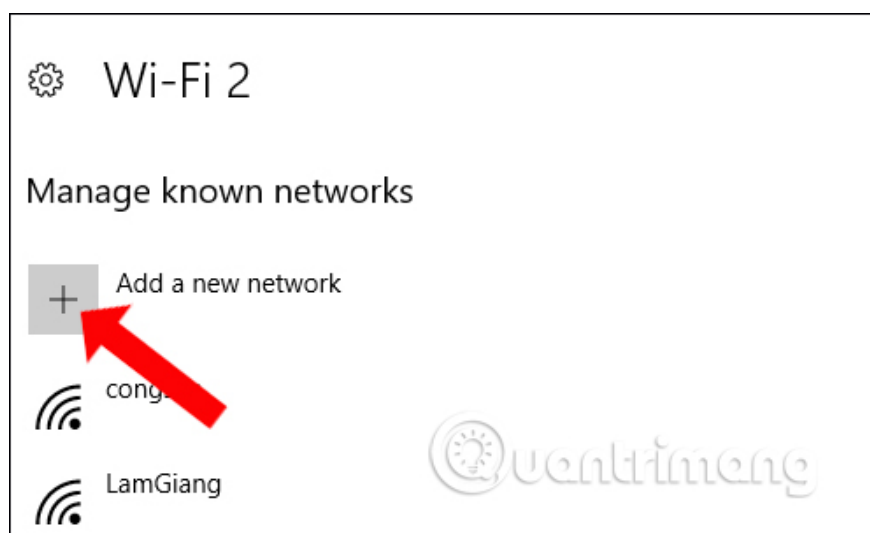 Wi-Fi 2
Manage known networks
Add a new network
LamGiang
Quantrimang